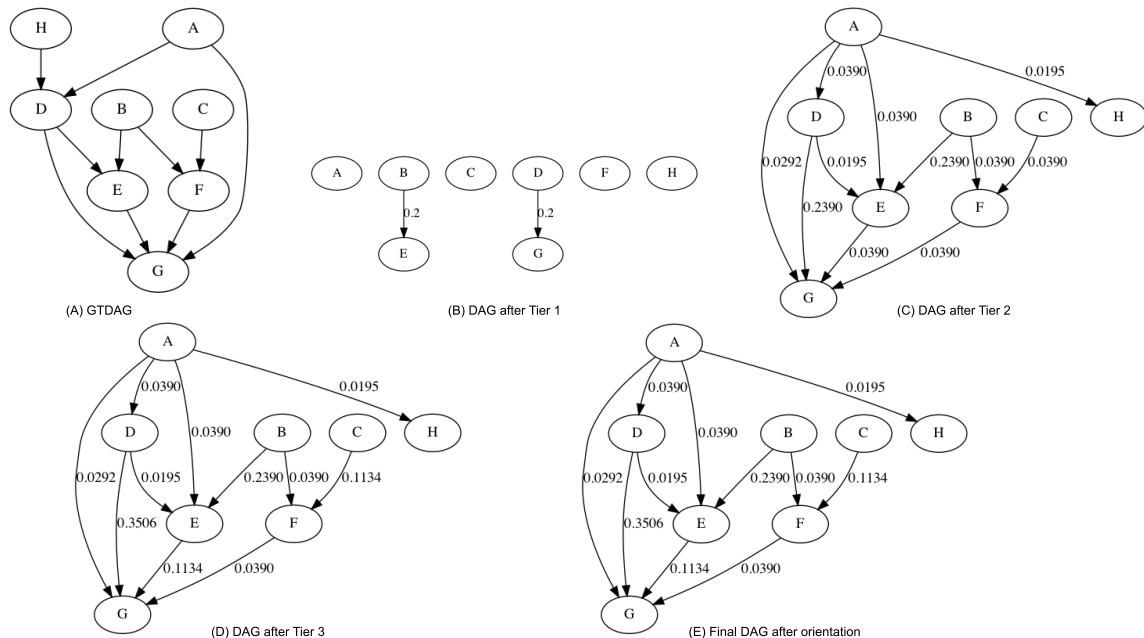 H A
D B C
E F
G
(A) GTDAG
A B C D F H
0.2 0.2
E G
(B) DAG after Tier 1
A
0.0390 0.0195
D B C H
0.0390
0.0292 0.0195 0.2390 0.0390 0.0390
0.2390 E F
0.0390 0.0390
G
(C) DAG after Tier 2
A
0.0390 0.0195
D B C H
0.0390
0.0292 0.0195 0.2390 0.0390 0.1134
0.3506 E F
0.1134 0.0390
G
(D) DAG after Tier 3
A
0.0390 0.0195
D B C H
0.0390
0.0292 0.0195 0.2390 0.0390 0.1134
0.3506 E F
0.1134 0.0390
G
(E) Final DAG after orientation